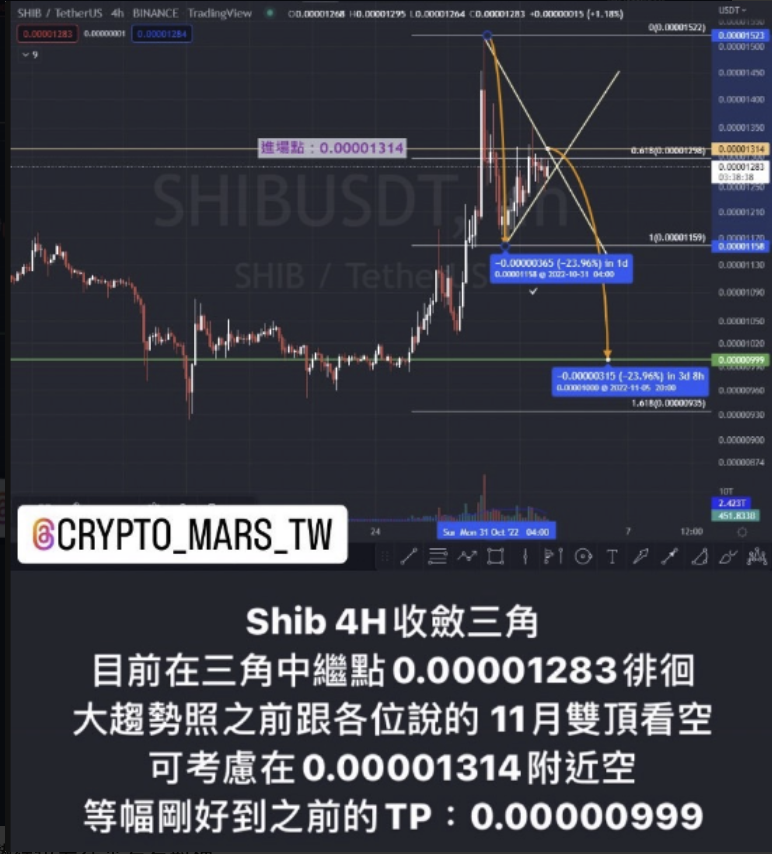 SHIB / TetherUS 4h BINANCE TradingView O0.00001268 H0.00001295 L0.00001264 C0.00001283 +0.00000015 (+1.18%)
USDT
0.00001283 0.00000001 0.00001284
9
0(0.00001522)
0.00001523
0.00001500
0.00001450
0.00001400
0.00001350
進場點：0.00001314
0.618(0.00001298)
0.00001314
0.00001283
03:38:38
0.00001250
SHIBUSDT, 4h
SHIB / TetherUS
0.00001210
1(0.00001159)
0.00001170
0.00001158
−0.00000365 (−23.96%) in 1d
0.00001158 @ 2022-10-31 04:00
0.00001130
0.00001090
0.00001050
0.00001020
0.00000999
−0.00000315 (−23.96%) in 3d 8h
0.00001000 @ 2022-11-05 20:00
0.00000960
1.618(0.00000935)
0.00000930
0.00000900
0.00000874
10T
2.423T
451.833B
@CRYPTO_MARS_TW
24 Mon 31 Oct '22 04:00 7 12:00
T
Shib 4H收斂三角
目前在三角中繼點0.00001283徘徊
大趨勢照之前跟各位說的 11月雙頂看空
可考慮在0.00001314附近空
等幅剛好到之前的TP：0.00000999